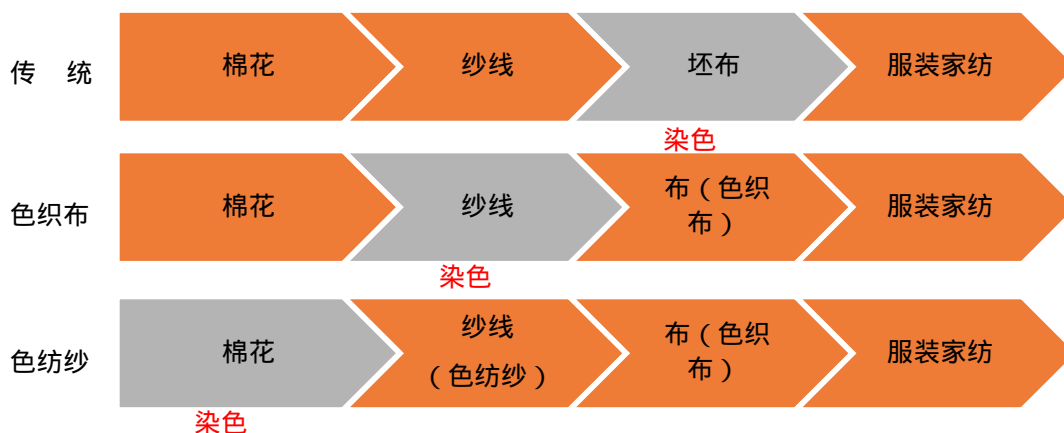 传 统 棉花 纱线 坯布 服装家纺
染色
色织布 棉花 纱线 布（色织
布） 服装家纺
染色
色纺纱 棉花 纱线
（色纺纱） 布（色织
布） 服装家纺
染色